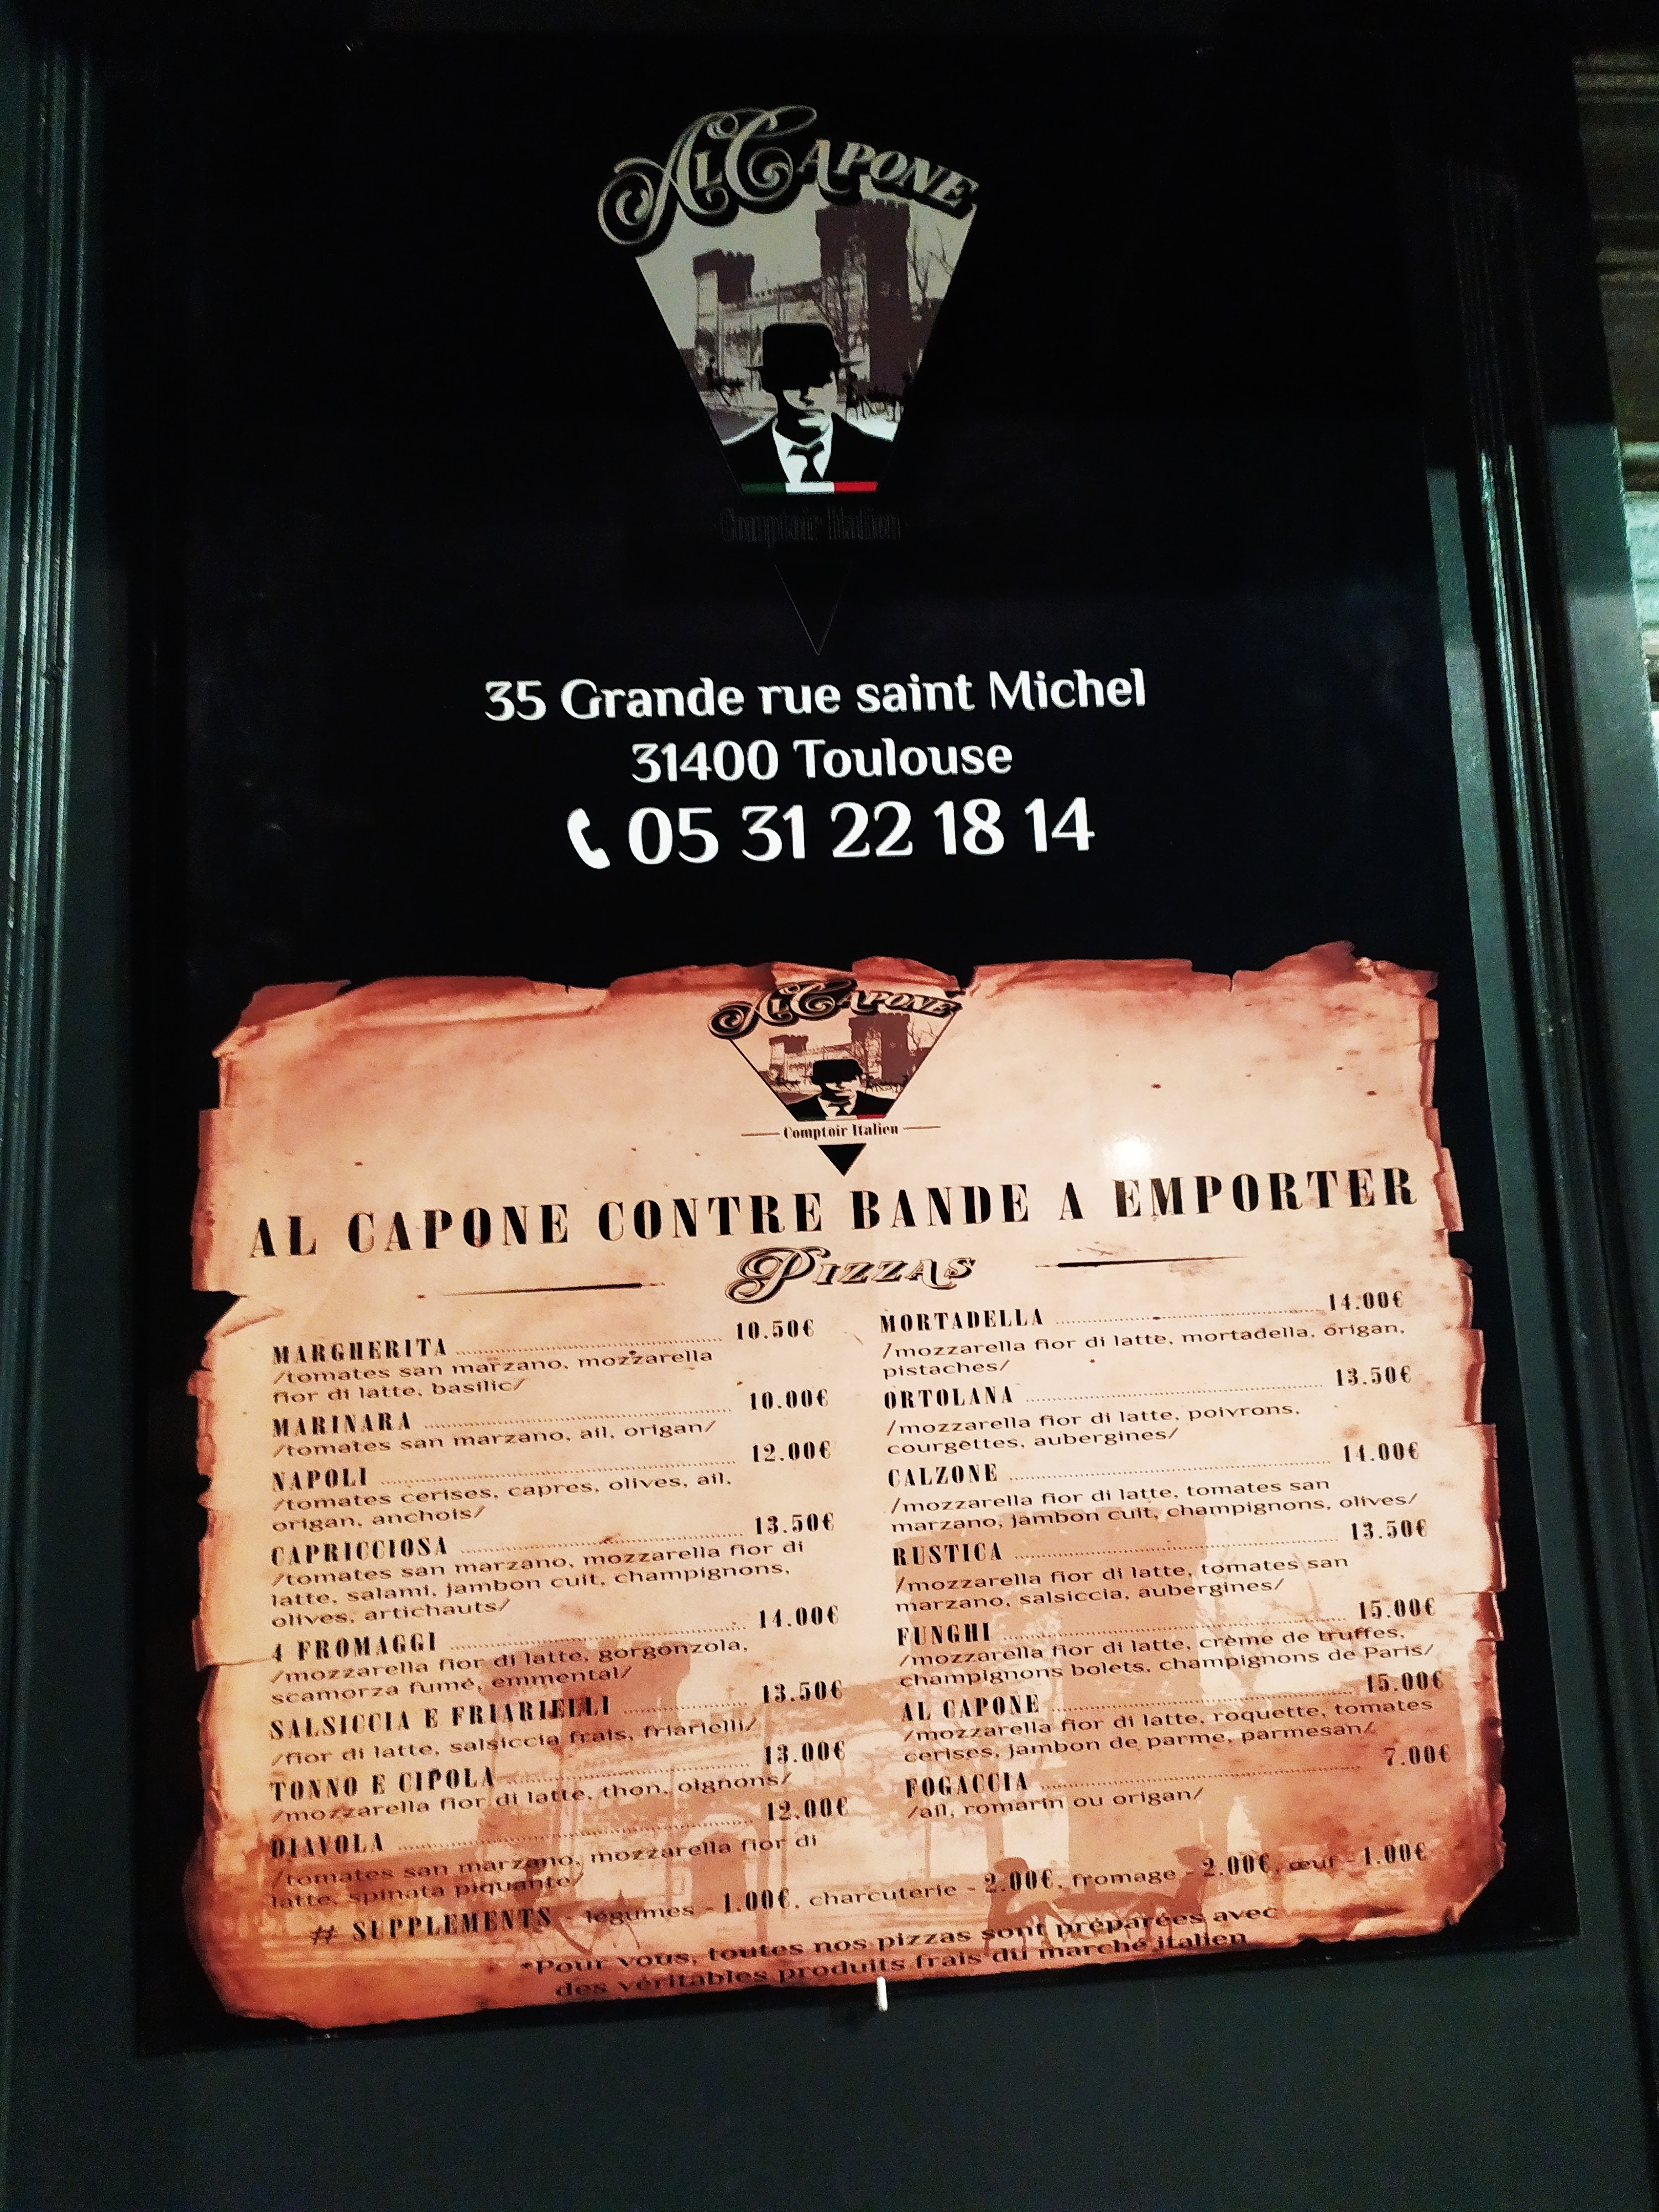 AL CAPONE
Comptoir Italien
35 Grande rue saint Michel
31400 Toulouse
05 31 22 18 14
AL CAPONE
Comptoir Italien
AL CAPONE CONTRE BANDE A EMPORTER
PIZZAS
MARGHERITA 10.50€
/tomates san marzano, mozzarella
fior di latte, basilic/
MARINARA 10.00€
/tomates san marzano, ail, origan/
NAPOLI 12.00€
/tomates cerises, capres, olives, ail,
origan, anchois/
CAPRICCIOSA 13.50€
/tomates san marzano, mozzarella fior di
latte, salami, jambon cuit, champignons,
olives, artichauts/
4 FROMAGGI 14.00€
/mozzarella fior di latte, gorgonzola,
scamorza fumé, emmental/
SALSICCIA E FRIARIELLI 13.50€
/fior di latte, salsiccia frais, friarielli/
TONNO E CIPOLA 13.00€
/mozzarella fior di latte, thon, oignons/
DIAVOLA 12.00€
/tomates san marzano, mozzarella fior di
latte, spinata piquante/
MORTADELLA 14.00€
/mozzarella fior di latte, mortadella, origan,
pistaches/
ORTOLANA 13.50€
/mozzarella fior di latte, poivrons,
courgettes, aubergines/
CALZONE 14.00€
/mozzarella fior di latte, tomates san
marzano, jambon cuit, champignons, olives/
RUSTICA 13.50€
/mozzarella fior di latte, tomates san
marzano, salsiccia, aubergines/
FUNGHI 15.00€
/mozzarella fior di latte, crème de truffes,
champignons bolets, champignons de Paris/
AL CAPONE 15.00€
/mozzarella fior di latte, roquette, tomates
cerises, jambon de parme, parmesan/
FOGACCIA 7.00€
/ail, romarin ou origan/
# SUPPLEMENTS - légumes - 1.00€, charcuterie - 2.00€, fromage - 2.00€, œuf - 1.00€
*Pour vous, toutes nos pizzas sont préparées avec
des véritables produits frais du marché italien